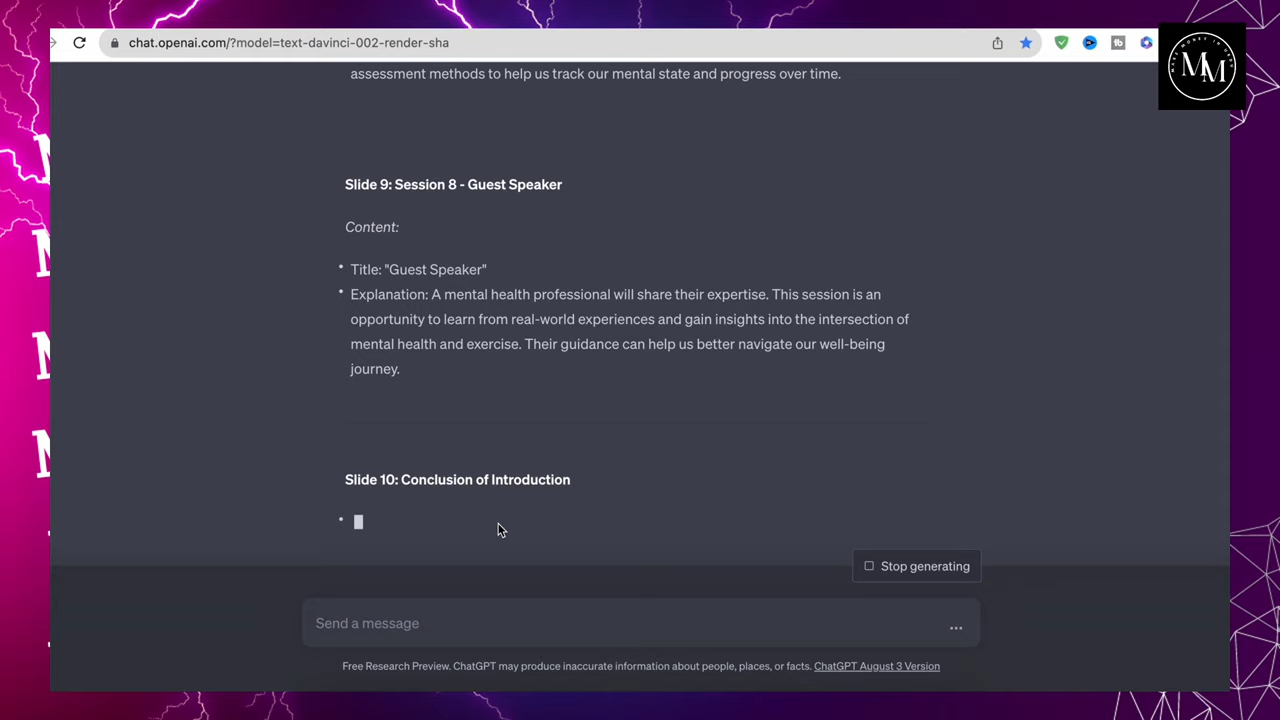 chat.openai.com/?model=text-davinci-002-render-sha
MM
assessment methods to help us track our mental state and progress over time.
Slide 9: Session 8 - Guest Speaker
Content:
• Title: "Guest Speaker"
• Explanation: A mental health professional will share their expertise. This session is an
opportunity to learn from real-world experiences and gain insights into the intersection of
mental health and exercise. Their guidance can help us better navigate our well-being
journey.
Slide 10: Conclusion of Introduction
•
Stop generating
Send a message
...
Free Research Preview. ChatGPT may produce inaccurate information about people, places, or facts. ChatGPT August 3 Version